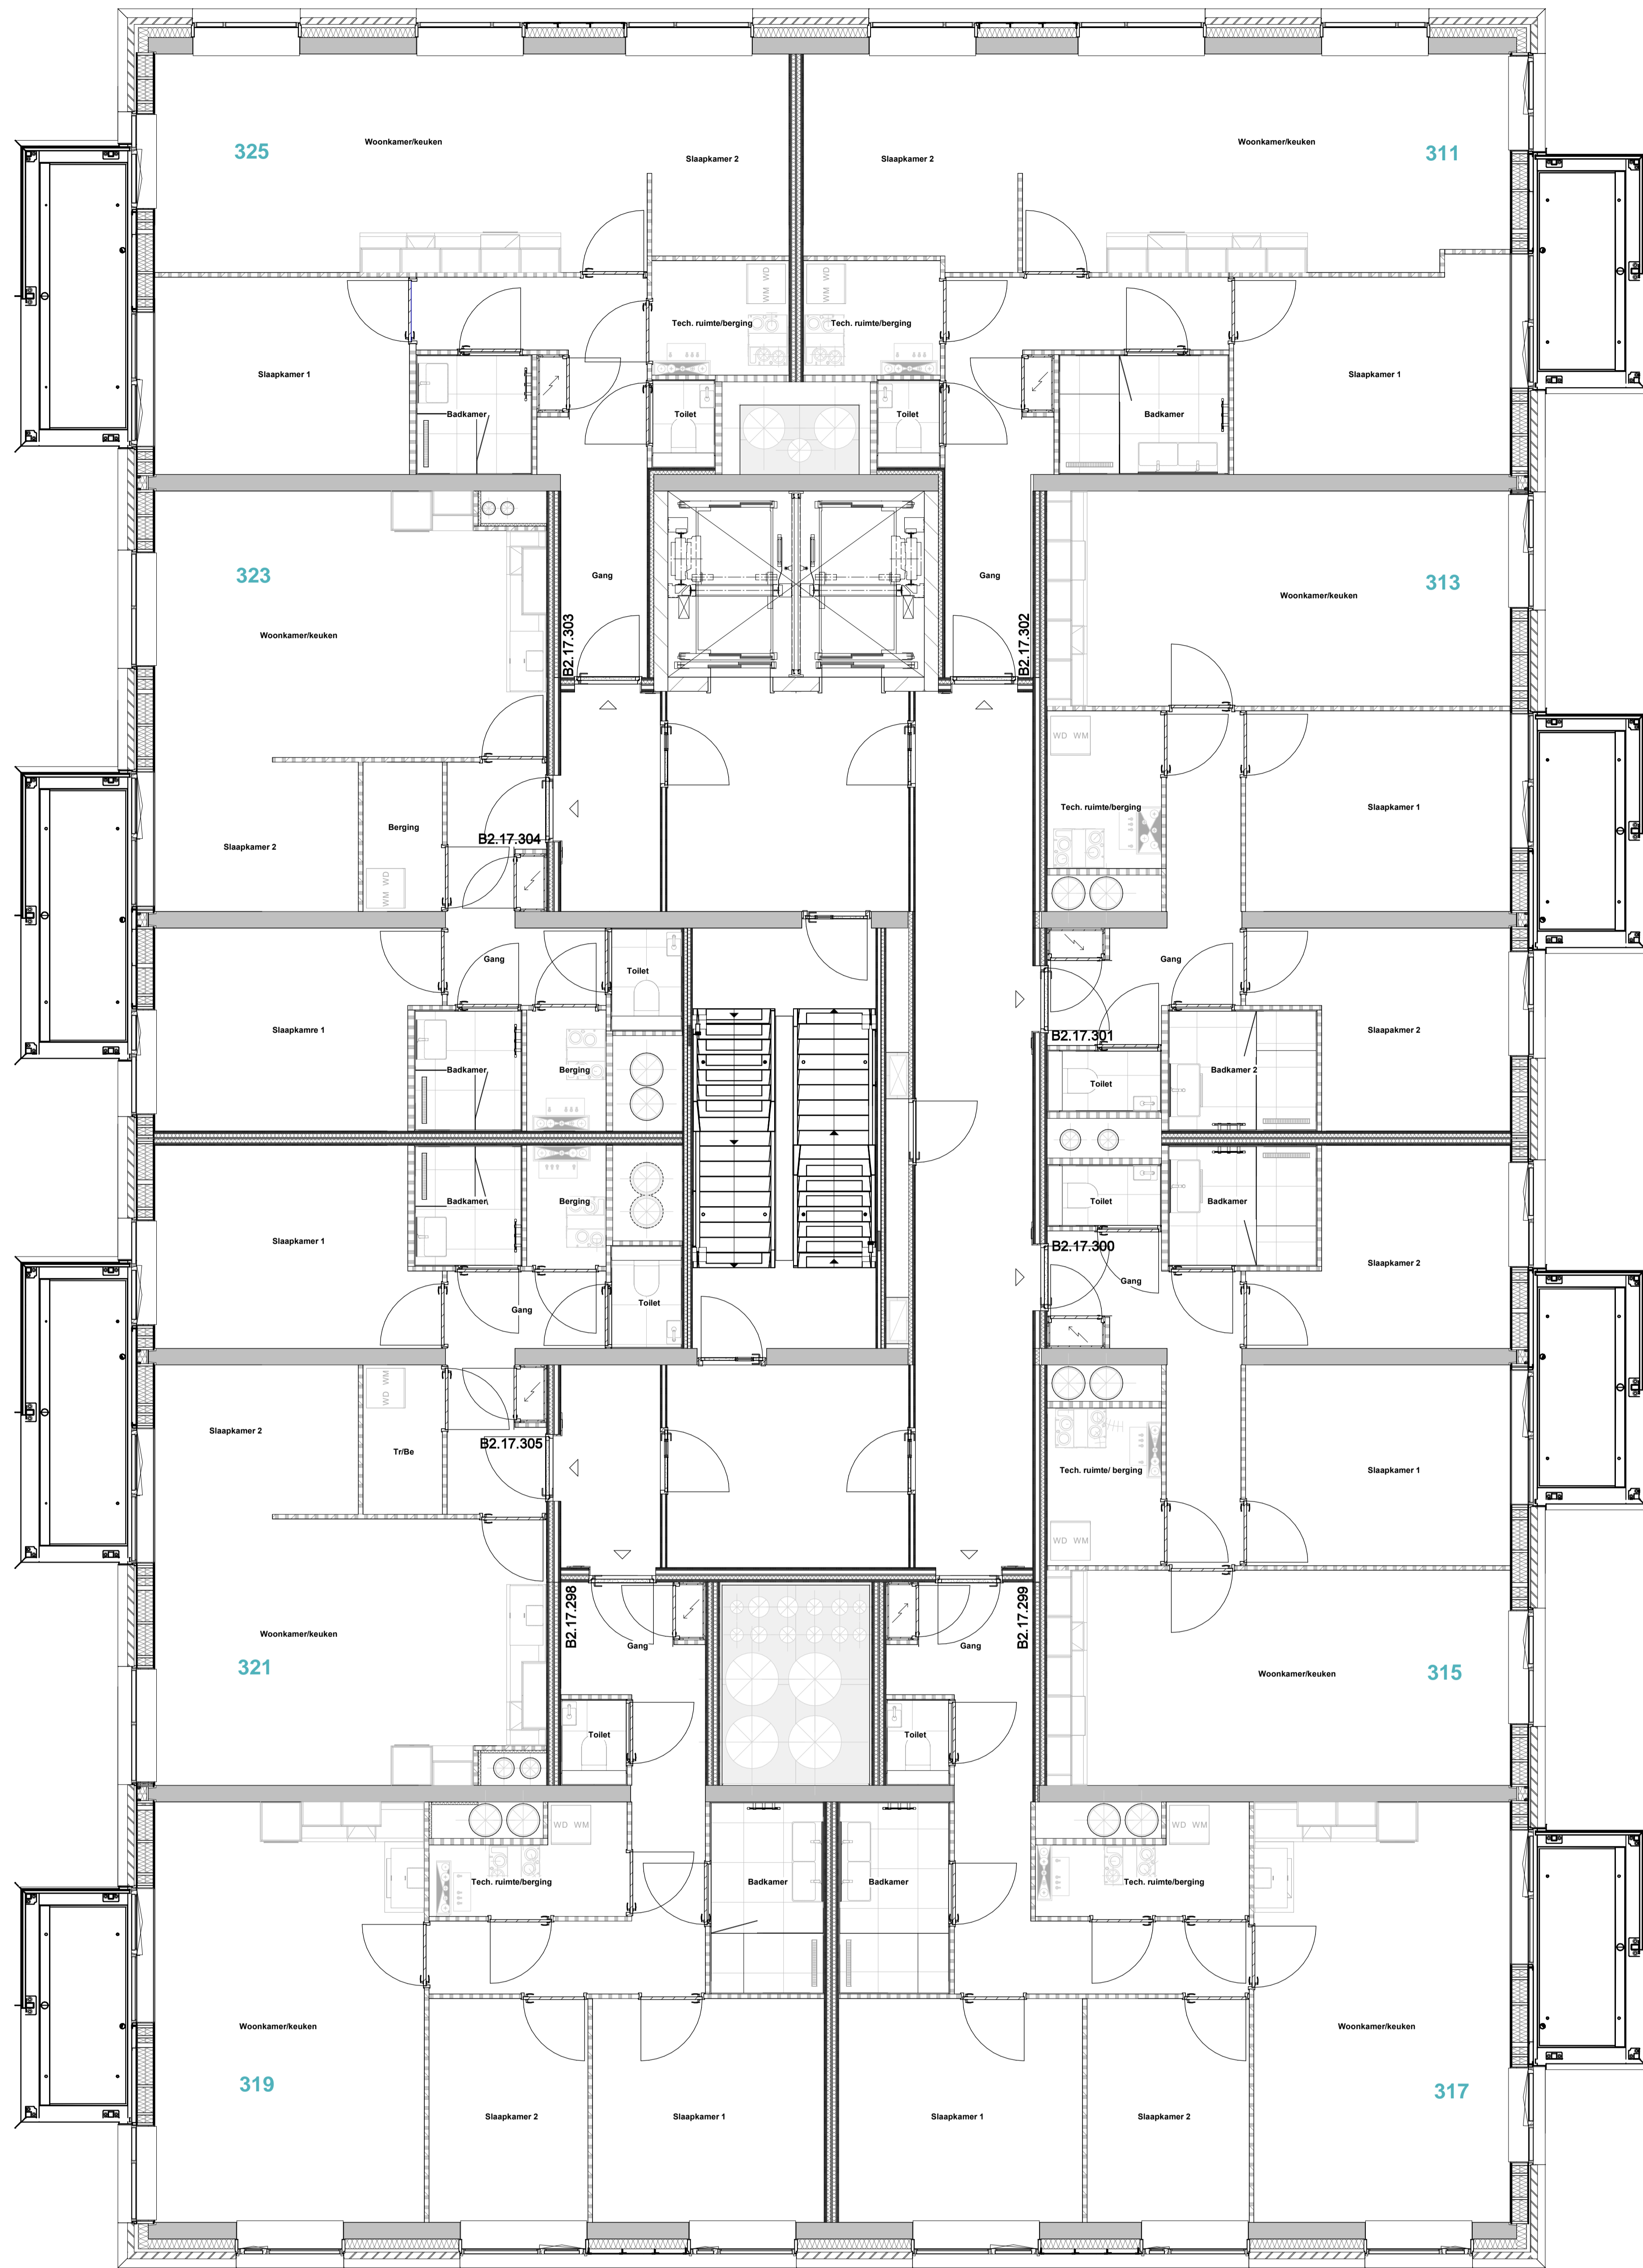 Woonkamer/keuken
Woonkamer/keuken
325
311
Slaapkamer 2
Slaapkamer 2
WM WD
WM WD
Tech. ruimte/berging
Tech. ruimte/berging
Slaapkamer 1
Slaapkamer 1
Badkamer
Toilet
Toilet
Badkamer
323
Gang
Gang
313
Woonkamer/keuken
Woonkamer/keuken
B2.17.303
B2.17.302
WD WM
Tech. ruimte/berging
Slaapkamer 1
Berging
B2.17.304
Slaapkamer 2
WM WD
Gang
Toilet
Gang
Slaapkamre 1
Slaapakmer 2
B2.17.301
Badkamer
Berging
Toilet
Badkamer 2
Badkamer
Berging
Toilet
Badkamer
Slaapkamer 1
B2.17.300
Slaapkamer 2
Gang
Gang
Toilet
WD WM
Slaapkamer 2
B2.17.305
Tr/Be
Tech. ruimte/ berging
Slaapkamer 1
WD WM
B2.17.298
B2.17.299
Woonkamer/keuken
Gang
Gang
321
Woonkamer/keuken
315
Toilet
Toilet
WD WM
WD WM
Tech. ruimte/berging
Badkamer
Badkamer
Tech. ruimte/berging
Woonkamer/keuken
Woonkamer/keuken
319
317
Slaapkamer 2
Slaapkamer 1
Slaapkamer 1
Slaapkamer 2